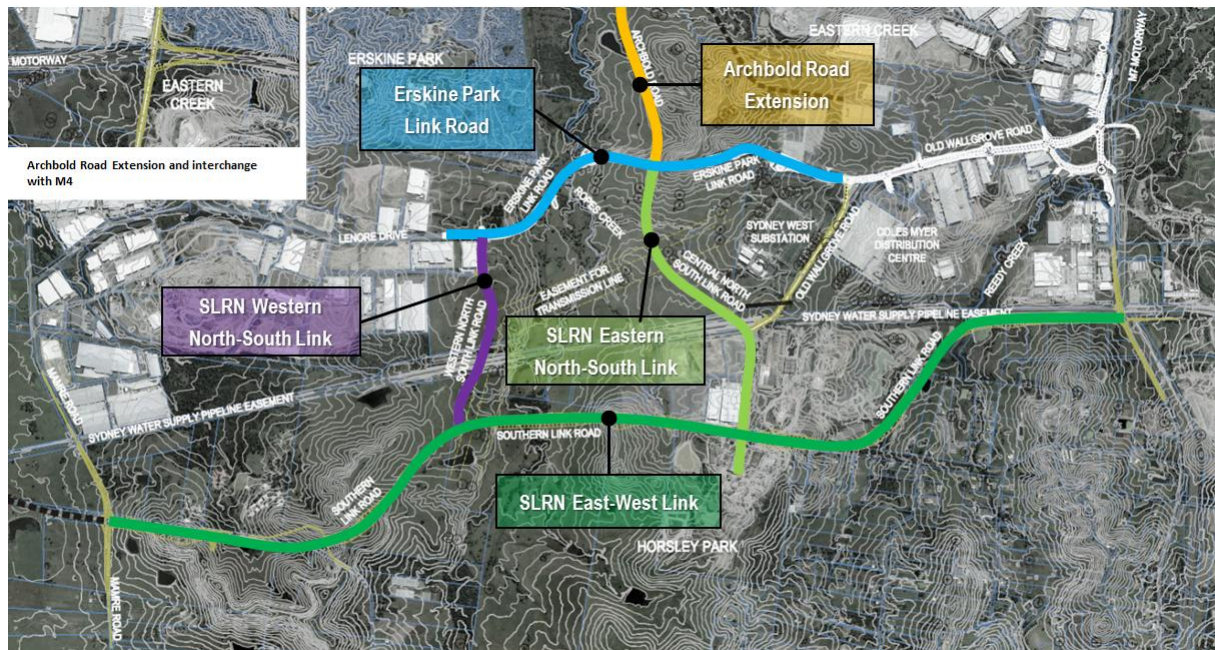 MOTORWAY
ARCHBOLD
EASTERN
CREEK
Archbold Road Extension and interchange
with M4
ERSKINE PARK
ARCHBOLD ROAD
EASTERN CREEK
M7 MOTORWAY
Erskine Park
Link Road
Archbold Road
Extension
OLD WALLGROVE ROAD
ERSKINE PARK
LINK ROAD
ERSKINE PARK
LINK ROAD
ROPES CREEK
LENORE DRIVE
SYDNEY WEST
SUBSTATION
OLD WALLGROVE ROAD
COLES MYER
DISTRIBUTION
CENTRE
REEDY CREEK
CENTRAL NORTH
SOUTH LINK ROAD
EASEMENT FOR
TRANSMISSION LINE
SYDNEY WATER SUPPLY PIPELINE EASEMENT
SLRN Western
North-South Link
WESTERN NORTH
SOUTH LINK ROAD
SLRN Eastern
North-South Link
MAMRE ROAD
SYDNEY WATER SUPPLY PIPELINE EASEMENT
SOUTHERN LINK ROAD
SOUTHERN LINK ROAD
SOUTHERN
LINK ROAD
SLRN East-West Link
HORSLEY PARK
MAMRE ROAD